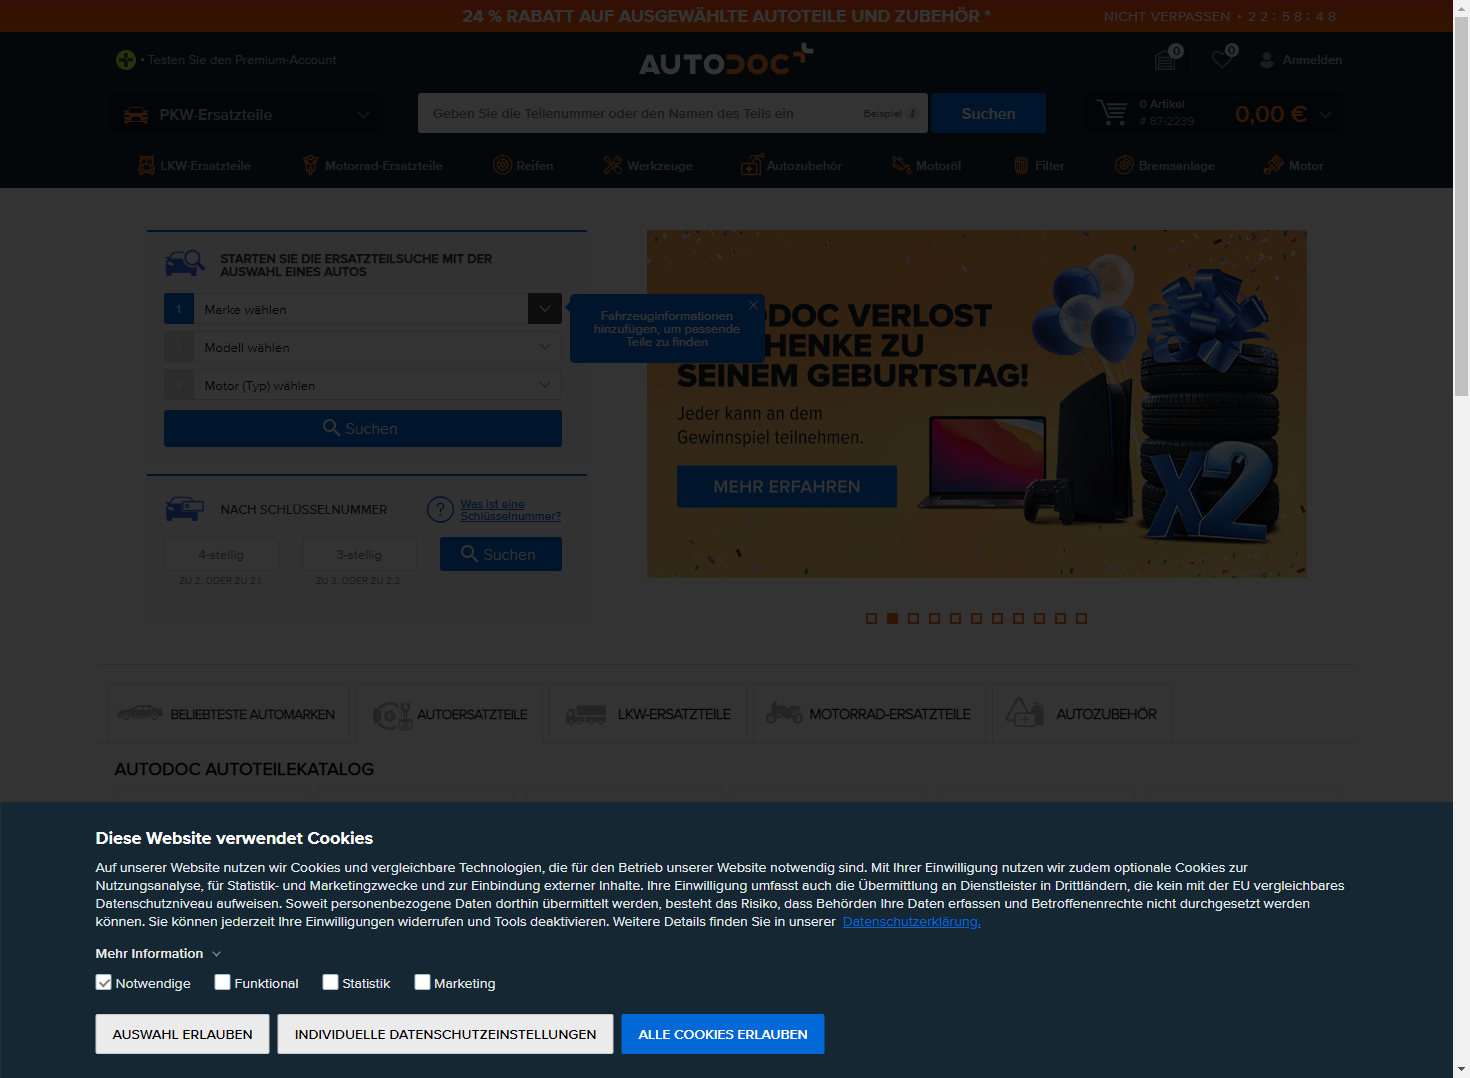 24 % RABATT AUF AUSGEWÄHLTE AUTOTEILE UND ZUBEHÖR *
NICHT VERPASSEN • 22:58:48
• Testen Sie den Premium-Account
AUTODOC
0
0
Anmelden
PKW-Ersatzteile
Geben Sie die Teilenummer oder den Namen des Teils ein
Beispiel i
Suchen
0 Artikel
# 87-2239
0,00 €
LKW-Ersatzteile
Motorrad-Ersatzteile
Reifen
Werkzeuge
Autozubehör
Motoröl
Filter
Bremsanlage
Motor
STARTEN SIE DIE ERSATZTEILSUCHE MIT DER
AUSWAHL EINES AUTOS
1 Marke wählen
2 Modell wählen
3 Motor (Typ) wählen
Suchen
Fahrzeuginformationen
hinzufügen, um passende
Teile zu finden
NACH SCHLÜSSELNUMMER
? Was ist eine
Schlüsselnummer?
4-stellig
3-stellig
Suchen
ZU 2. ODER ZU 2.1.
ZU 3. ODER ZU 2.2.
DOC VERLOST
HENKE ZU
SEINEM GEBURTSTAG!
Jeder kann an dem
Gewinnspiel teilnehmen.
MEHR ERFAHREN
X2
BELIEBTESTE AUTOMARKEN
AUTOERSATZTEILE
LKW-ERSATZTEILE
MOTORRAD-ERSATZTEILE
AUTOZUBEHÖR
AUTODOC AUTOTEILEKATALOG
Diese Website verwendet Cookies
Auf unserer Website nutzen wir Cookies und vergleichbare Technologien, die für den Betrieb unserer Website notwendig sind. Mit Ihrer Einwilligung nutzen wir zudem optionale Cookies zur
Nutzungsanalyse, für Statistik- und Marketingzwecke und zur Einbindung externer Inhalte. Ihre Einwilligung umfasst auch die Übermittlung an Dienstleister in Drittländern, die kein mit der EU vergleichbares
Datenschutzniveau aufweisen. Soweit personenbezogene Daten dorthin übermittelt werden, besteht das Risiko, dass Behörden Ihre Daten erfassen und Betroffenenrechte nicht durchgesetzt werden
können. Sie können jederzeit Ihre Einwilligungen widerrufen und Tools deaktivieren. Weitere Details finden Sie in unserer Datenschutzerklärung.
Mehr Information
Notwendige
Funktional
Statistik
Marketing
AUSWAHL ERLAUBEN
INDIVIDUELLE DATENSCHUTZEINSTELLUNGEN
ALLE COOKIES ERLAUBEN